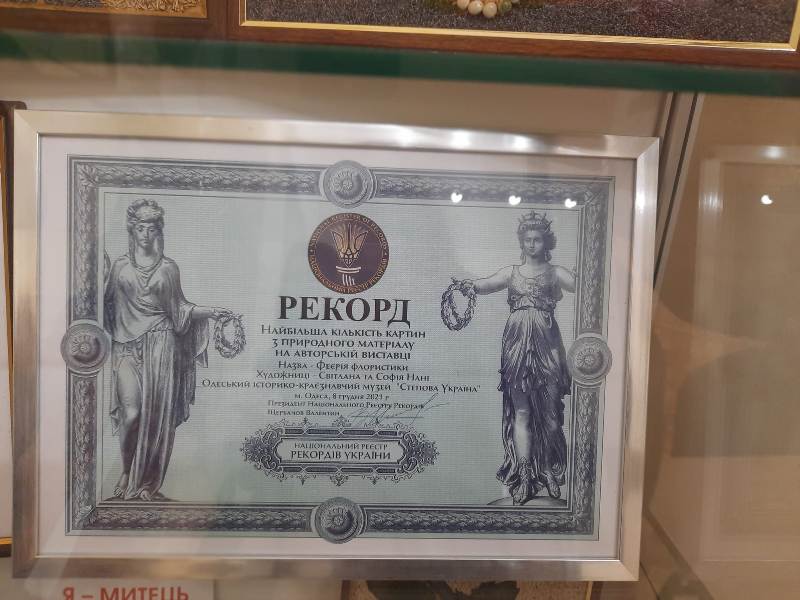 РЕКОРД
Найбільша кількість картин
з природного матеріалу
на авторській виставці
Назва - Феєрія флористики
Художниці - Світлана та Софія Нані
Одеський історико-краєзнавчий музей "Степова Україна"
м. Одеса, 8 грудня 2023 р
Президент Національного Реєстру Рекордів
Щербачов Валентин
НАЦІОНАЛЬНИЙ РЕЄСТР
РЕКОРДІВ УКРАЇНИ
Я – МИТЕЦЬ